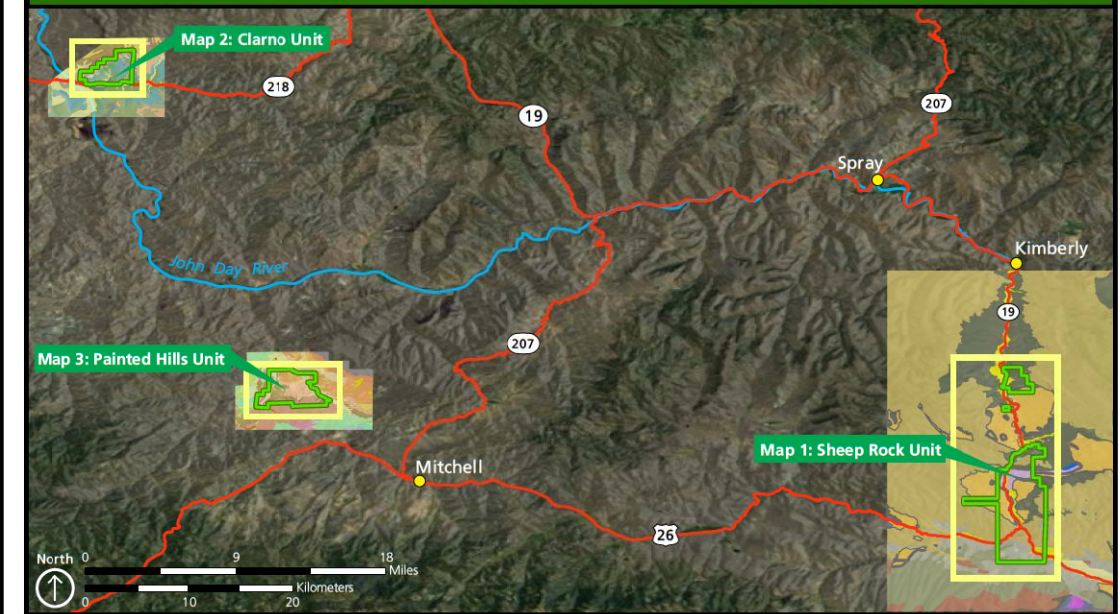 Map 2: Clarno Unit
218
19
207
Spray
Kimberly
John Day River
19
207
Map 3: Painted Hills Unit
Map 1: Sheep Rock Unit
Mitchell
26
North 0 9 18
Miles
Kilometers
0 10 20